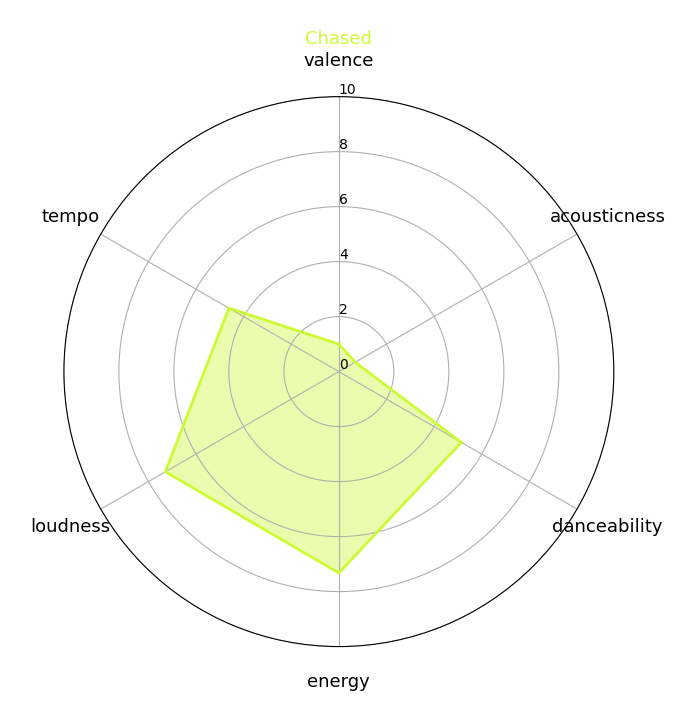 Chased
valence
10
8
tempo
acousticness
6
4
2
0
loudness
danceability
energy